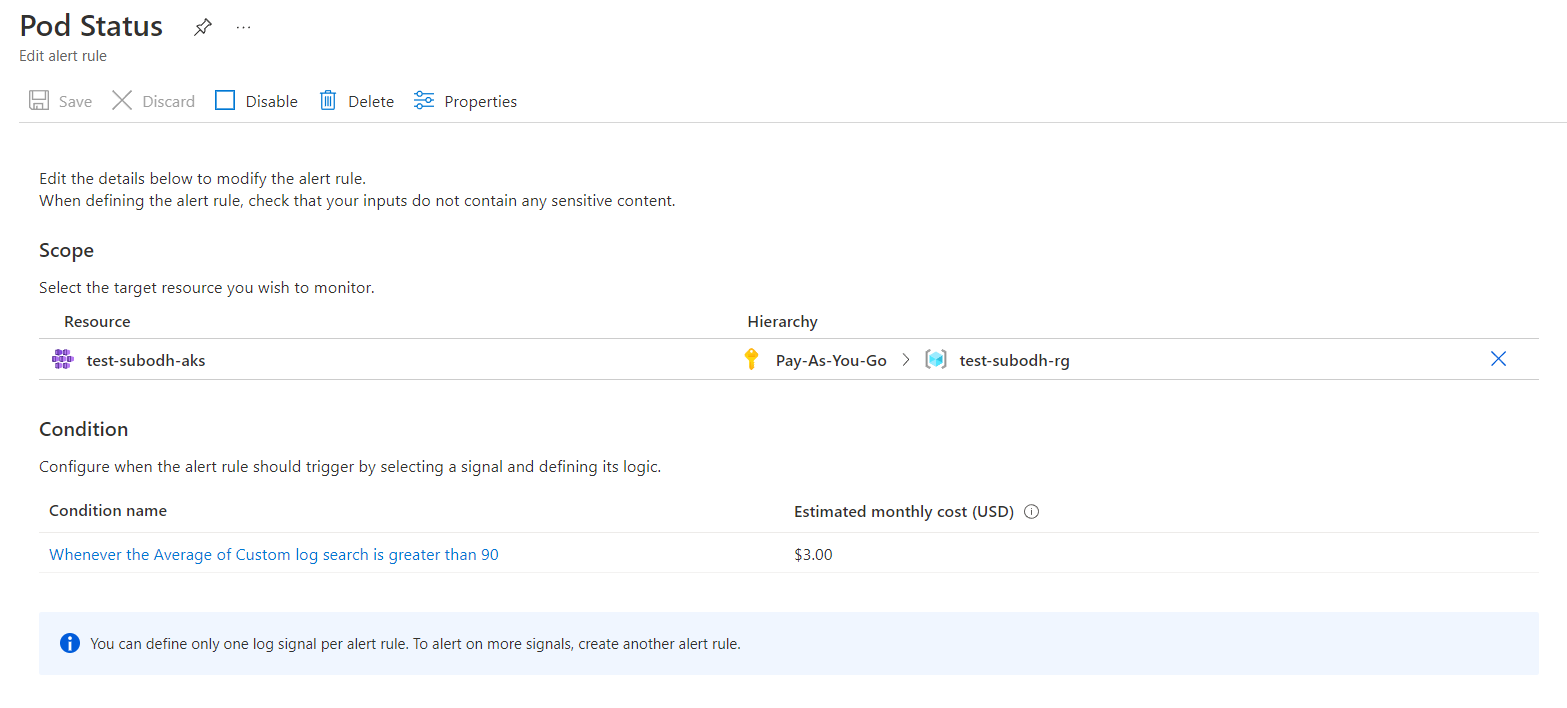 Pod Status
Edit alert rule
Save Discard Disable Delete Properties
Edit the details below to modify the alert rule.
When defining the alert rule, check that your inputs do not contain any sensitive content.
Scope
Select the target resource you wish to monitor.
Resource Hierarchy
test-subodh-aks Pay-As-You-Go > test-subodh-rg
Condition
Configure when the alert rule should trigger by selecting a signal and defining its logic.
Condition name Estimated monthly cost (USD)
Whenever the Average of Custom log search is greater than 90 $3.00
You can define only one log signal per alert rule. To alert on more signals, create another alert rule.